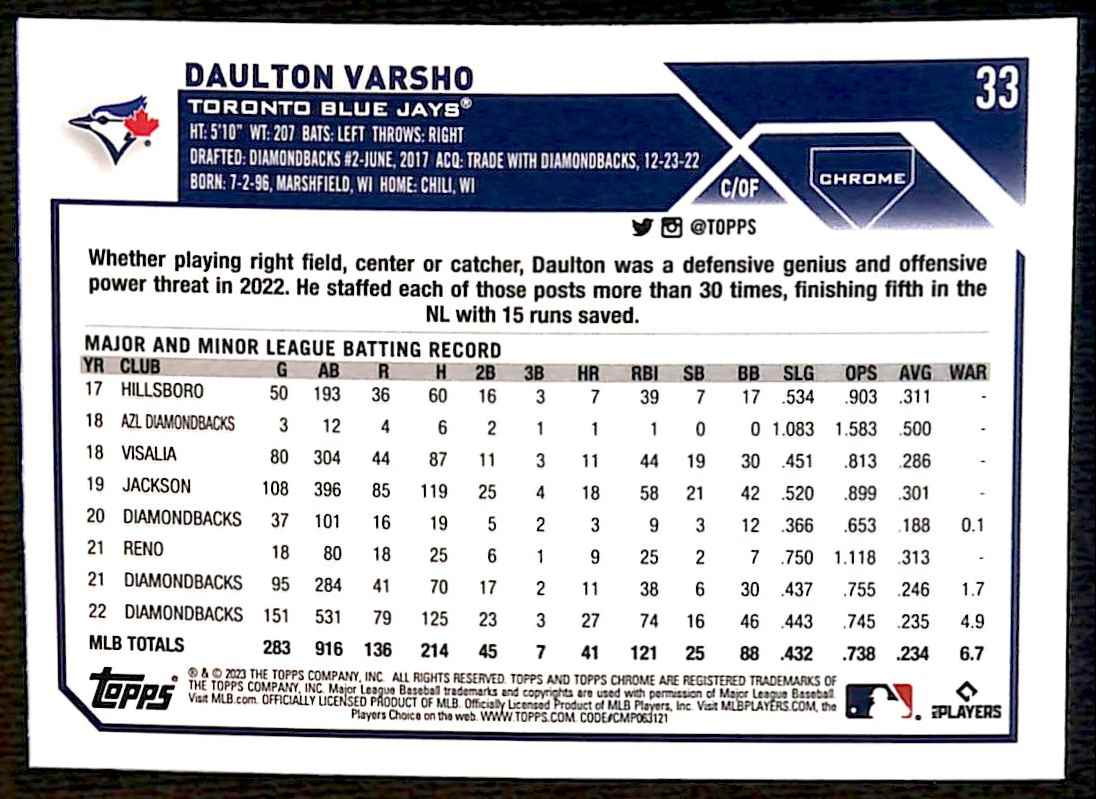 33
DAULTON VARSHO
TORONTO BLUE JAYS®
HT: 5'10" WT: 207 BATS: LEFT THROWS: RIGHT
DRAFTED: DIAMONDBACKS #2-JUNE, 2017 ACQ: TRADE WITH DIAMONDBACKS, 12-23-22
BORN: 7-2-96, MARSHFIELD, WI HOME: CHILI, WI
C/OF
CHROME
@TOPPS
Whether playing right field, center or catcher, Daulton was a defensive genius and offensive
power threat in 2022. He staffed each of those posts more than 30 times, finishing fifth in the
NL with 15 runs saved.
MAJOR AND MINOR LEAGUE BATTING RECORD
YR CLUB G AB R H 2B 3B HR RBI SB BB SLG OPS AVG WAR
17 HILLSBORO 50 193 36 60 16 3 7 39 7 17 .534 .903 .311 -
18 AZL DIAMONDBACKS 3 12 4 6 2 1 1 1 0 0 1.083 1.583 .500 -
18 VISALIA 80 304 44 87 11 3 11 44 19 30 .451 .813 .286 -
19 JACKSON 108 396 85 119 25 4 18 58 21 42 .520 .899 .301 -
20 DIAMONDBACKS 37 101 16 19 5 2 3 9 3 12 .366 .653 .188 0.1
21 RENO 18 80 18 25 6 1 9 25 2 7 .750 1.118 .313 -
21 DIAMONDBACKS 95 284 41 70 17 2 11 38 6 30 .437 .755 .246 1.7
22 DIAMONDBACKS 151 531 79 125 23 3 27 74 16 46 .443 .745 .235 4.9
MLB TOTALS 283 916 136 214 45 7 41 121 25 88 .432 .738 .234 6.7
topps
® & © 2023 THE TOPPS COMPANY, INC. ALL RIGHTS RESERVED. TOPPS AND TOPPS CHROME ARE REGISTERED TRADEMARKS OF
THE TOPPS COMPANY, INC. Major League Baseball trademarks and copyrights are used with permission of Major League Baseball.
Visit MLB.com. OFFICIALLY LICENSED PRODUCT OF MLB. Officially Licensed Product of MLB Players, Inc. Visit MLBPLAYERS.COM, the
Players Choice on the web. WWW.TOPPS.COM. CODE#CMP063121
PLAYERS